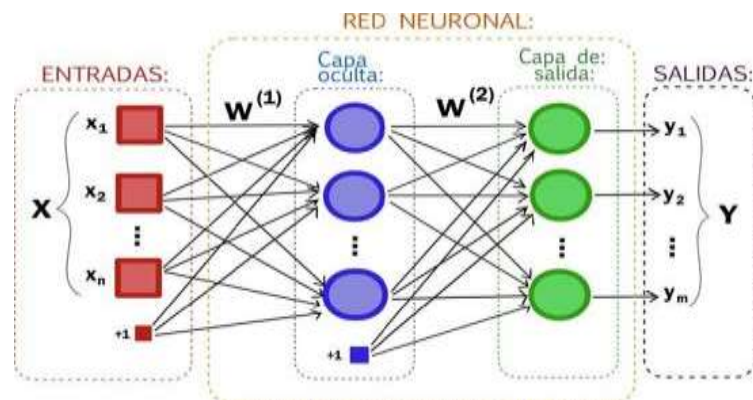 RED NEURONAL:
ENTRADAS:
Capa
oculta:
Capa de:
salida:
SALIDAS:
W(1)
W(2)
x1
y1
x2
y2
X
Y
xn
ym
+1
+1